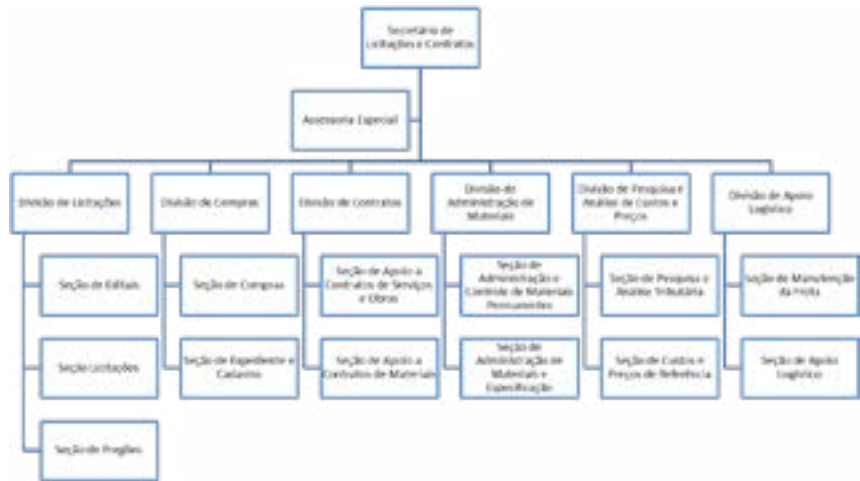 Secretário de
Licitações e Contratos
Assessoria Especial
Divisão de Licitações
Divisão de Compras
Divisão de Contratos
Divisão de
Administração de
Materiais
Divisão de Pesquisa e
Análise de Custos e
Preços
Divisão de Apoio
Logístico
Seção de Editais
Seção de Compras
Seção de Apoio a
Contratos de Serviços
e Obras
Seção de
Administração e
Controle de Materiais
Permanentes
Seção de Pesquisa e
Análise Tributária
Seção de Manutenção
da Frota
Seção Licitações
Seção de Expediente e
Cadastro
Seção de Apoio a
Contratos de Materiais
Seção de
Administração de
Materiais e
Especificação
Seção de Custos e
Preços de Referência
Seção de Apoio
Logístico
Seção de Pregões